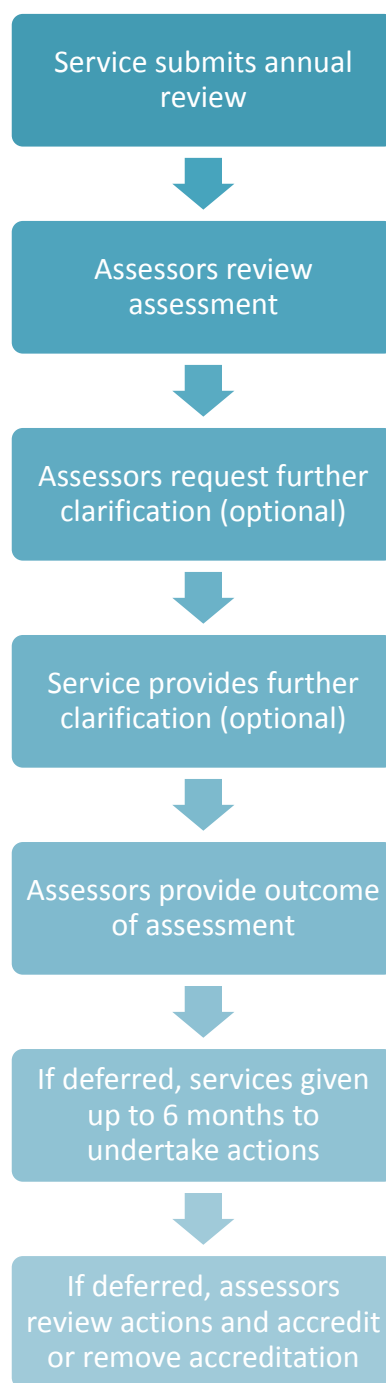 Service submits annual
review
Assessors review
assessment
Assessors request further
clarification (optional)
Service provides further
clarification (optional)
Assessors provide outcome
of assessment
If deferred, services given
up to 6 months to
undertake actions
If deferred, assessors
review actions and accredit
or remove accreditation